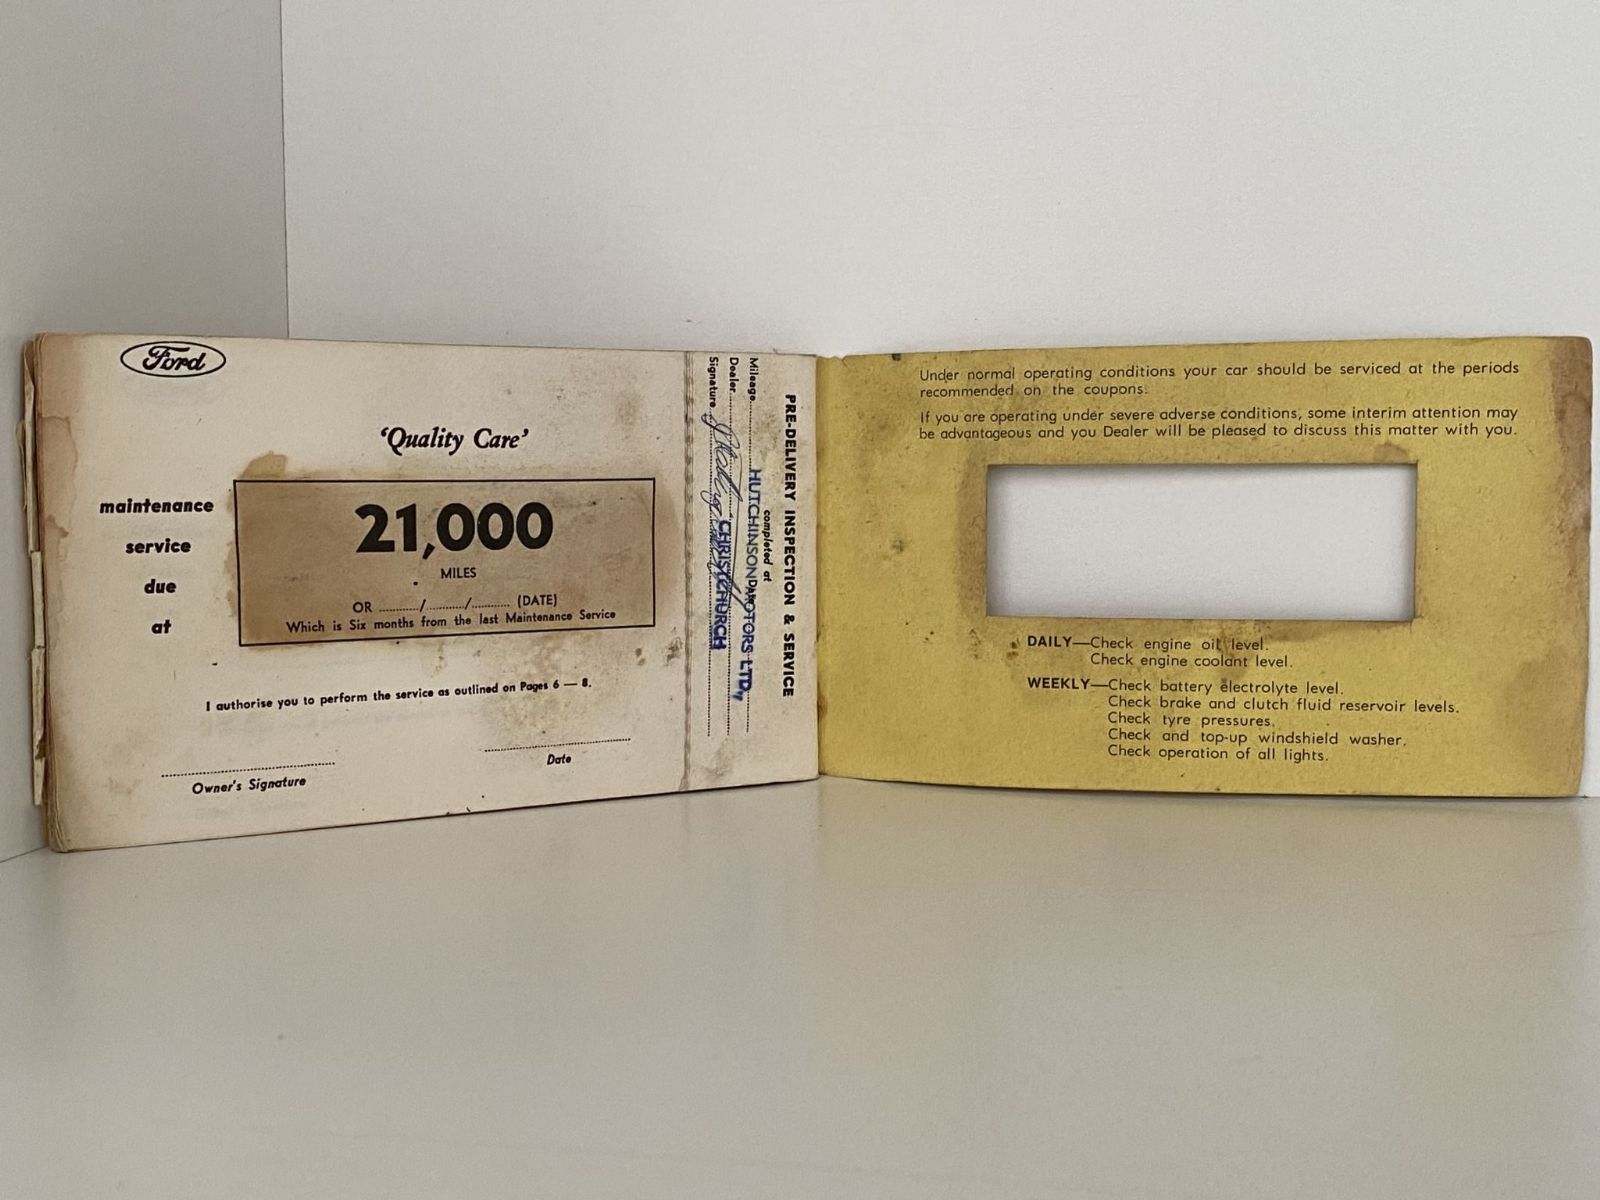 Ford
'Quality Care'
maintenance
service
due
at
21,000
MILES
OR ............/............/............ (DATE)
Which is Six months from the last Maintenance Service
I authorise you to perform the service as outlined on Pages 6 — 8.
Owner's Signature
Date
PRE-DELIVERY INSPECTION & SERVICE
completed at
Mileage
HUTCHINSON MOTORS LTD.,
Dealer
CHRISTCHURCH
Signature
Under normal operating conditions your car should be serviced at the periods
recommended on the coupons.
If you are operating under severe adverse conditions, some interim attention may
be advantageous and you Dealer will be pleased to discuss this matter with you.
DAILY—Check engine oil level.
Check engine coolant level.
WEEKLY—Check battery electrolyte level.
Check brake and clutch fluid reservoir levels.
Check tyre pressures.
Check and top-up windshield washer.
Check operation of all lights.